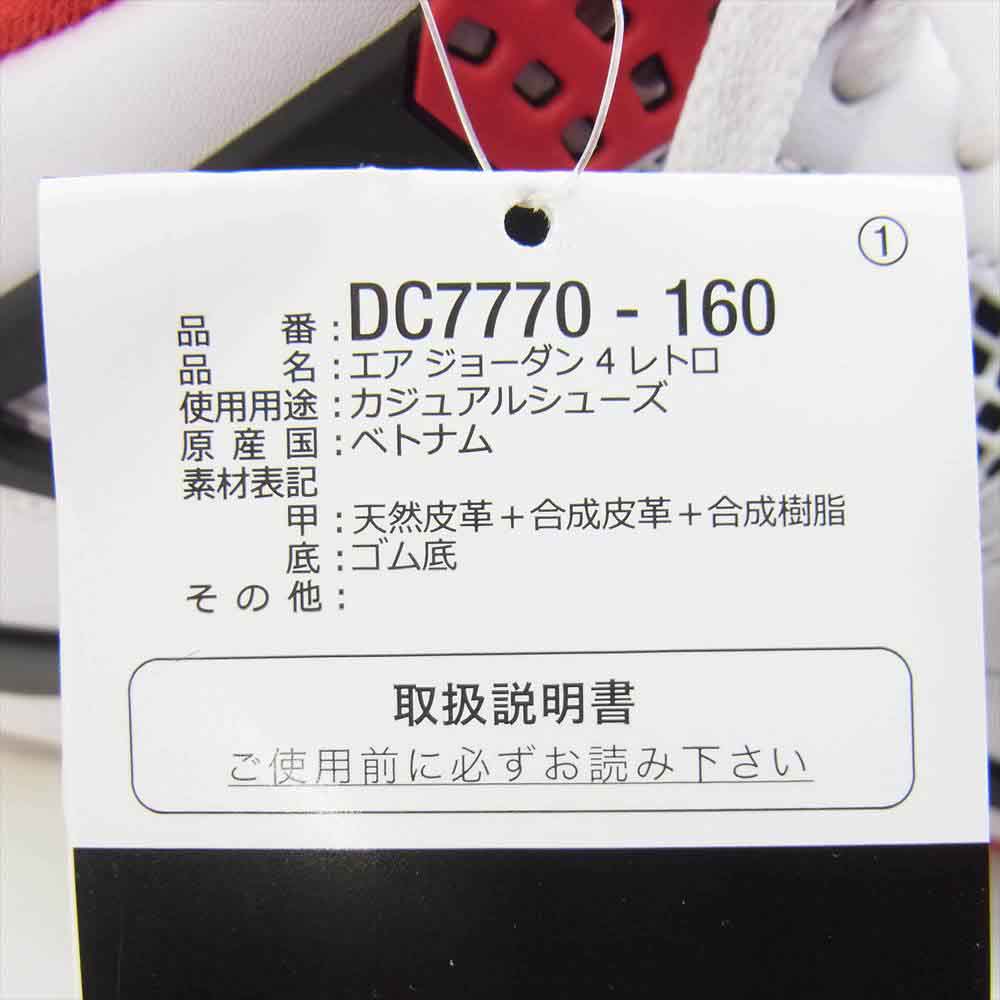 ①
品番:DC7770 - 160
品名:エア ジョーダン 4 レトロ
使用用途:カジュアルシューズ
原産国:ベトナム
素材表記
甲:天然皮革+合成皮革+合成樹脂
底:ゴム底
その他:
取扱説明書
ご使用前に必ずお読み下さい